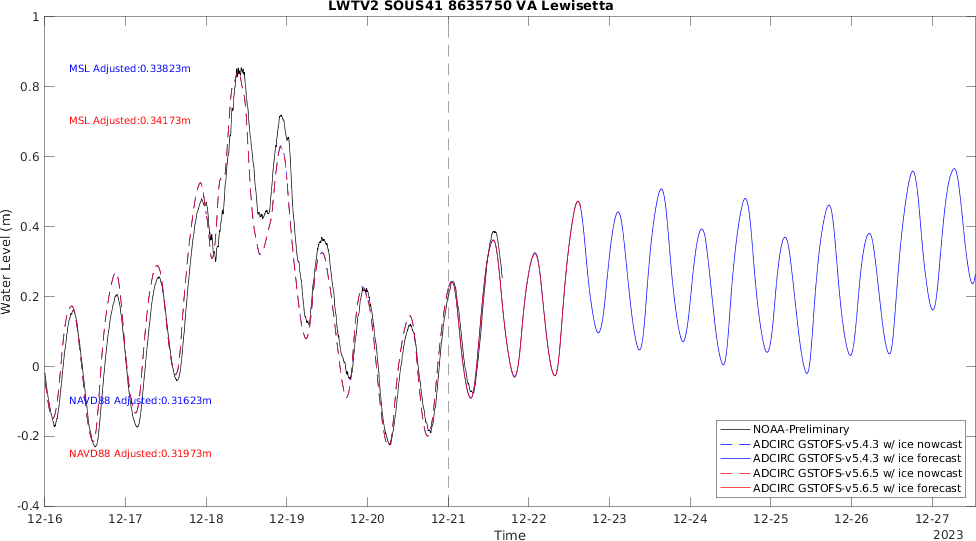 LWTV2 SOUS41 8635750 VA Lewisetta
1
0.8
0.6
0.4
0.2
0
-0.2
-0.4
Water Level (m)
MSL Adjusted:0.33823m
MSL Adjusted:0.34173m
NAVD88 Adjusted:0.31623m
NAVD88 Adjusted:0.31973m
NOAA-Preliminary
ADCIRC GSTOFS-v5.4.3 w/ ice nowcast
ADCIRC GSTOFS-v5.4.3 w/ ice forecast
ADCIRC GSTOFS-v5.6.5 w/ ice nowcast
ADCIRC GSTOFS-v5.6.5 w/ ice forecast
12-16 12-17 12-18 12-19 12-20 12-21 12-22 12-23 12-24 12-25 12-26 12-27
Time
2023